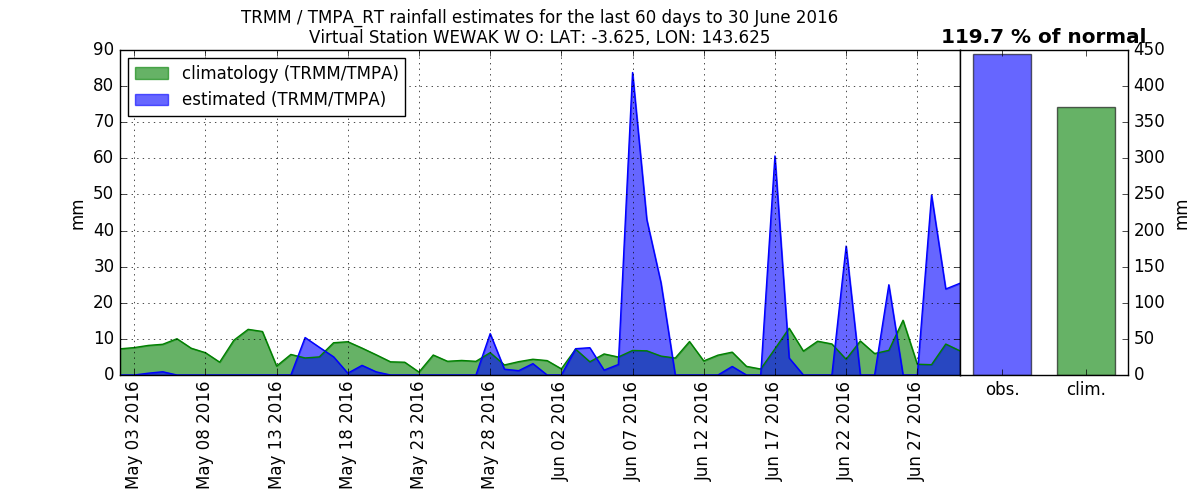 TRMM / TMPA_RT rainfall estimates for the last 60 days to 30 June 2016
Virtual Station WEWAK W O: LAT: -3.625, LON: 143.625
119.7 % of normal
climatology (TRMM/TMPA)
estimated (TRMM/TMPA)
mm
90
80
70
60
50
40
30
20
10
0
May 03 2016
May 08 2016
May 13 2016
May 18 2016
May 23 2016
May 28 2016
Jun 02 2016
Jun 07 2016
Jun 12 2016
Jun 17 2016
Jun 22 2016
Jun 27 2016
obs.
clim.
450
400
350
300
250
200
150
100
50
0
mm